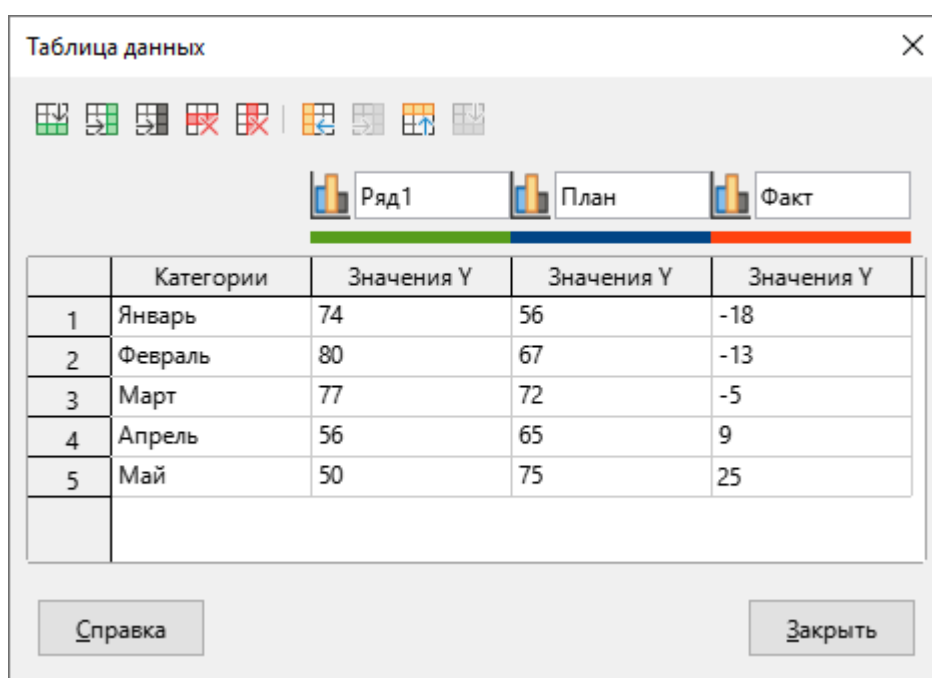 Таблица данных
Ряд1 План Факт
Категории Значения Y Значения Y Значения Y
1 Январь 74 56 -18
2 Февраль 80 67 -13
3 Март 77 72 -5
4 Апрель 56 65 9
5 Май 50 75 25
Справка Закрыть